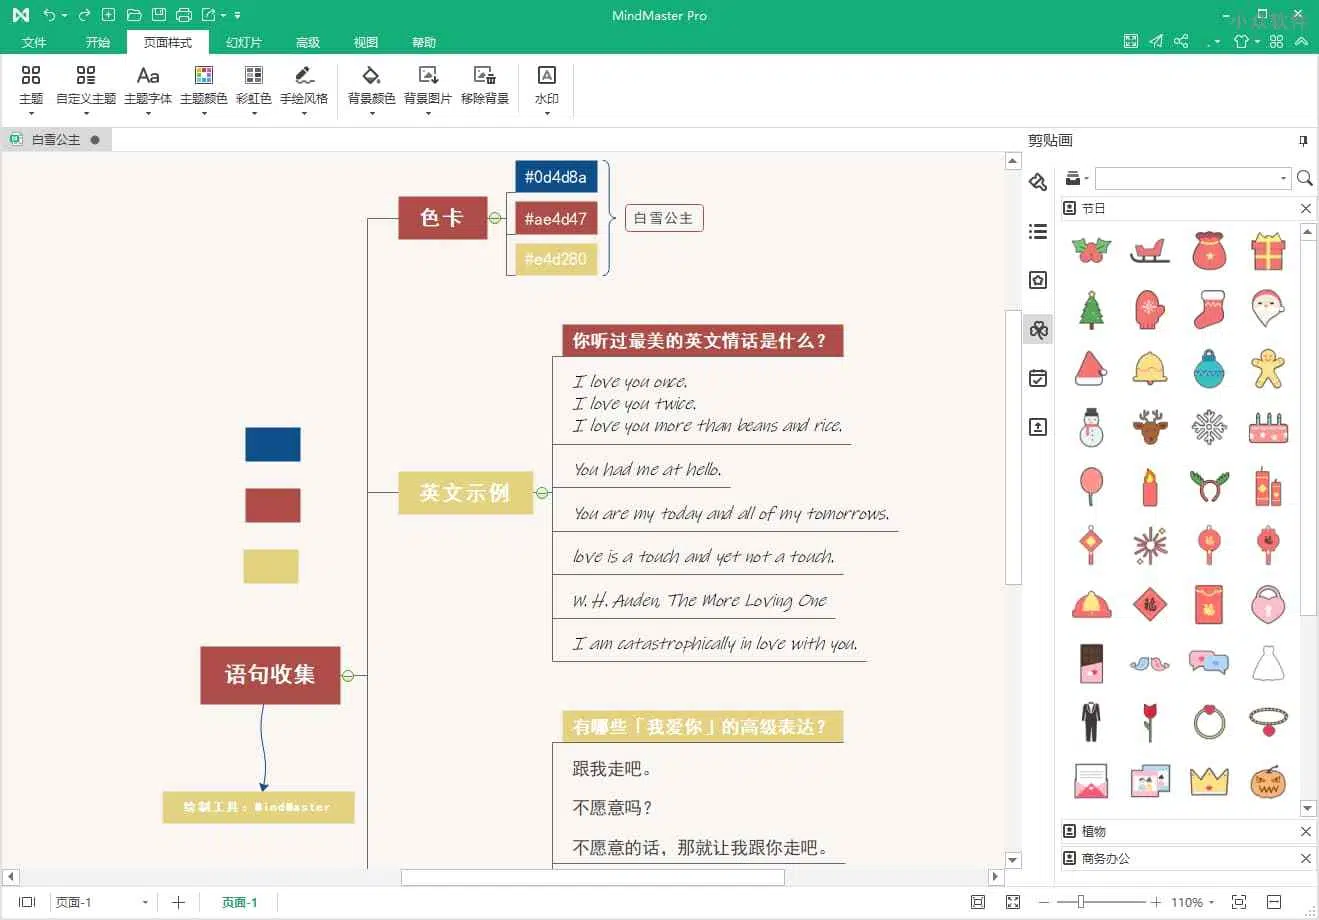 MindMaster Pro
小众软件
文件 开始 页面样式 幻灯片 高级 视图 帮助
主题 自定义主题 主题字体 主题颜色 彩虹色 手绘风格 背景颜色 背景图片 移除背景 水印
白雪公主
剪贴画
节日
色卡
#0d4d8a
#ae4d47
#e4d280
白雪公主
你听过最美的英文情话是什么？
I love you once.
I love you twice.
I love you more than beans and rice.
You had me at hello.
英文示例
You are my today and all of my tomorrows.
love is a touch and yet not a touch.
W. H. Auden, The More Loving One
I am catastrophically in love with you.
语句收集
有哪些「我爱你」的高级表达？
跟我走吧。
不愿意吗？
不愿意的话，那就让我跟你走吧。
绘制工具：MindMaster
植物
商务办公
页面-1
页面-1
110%